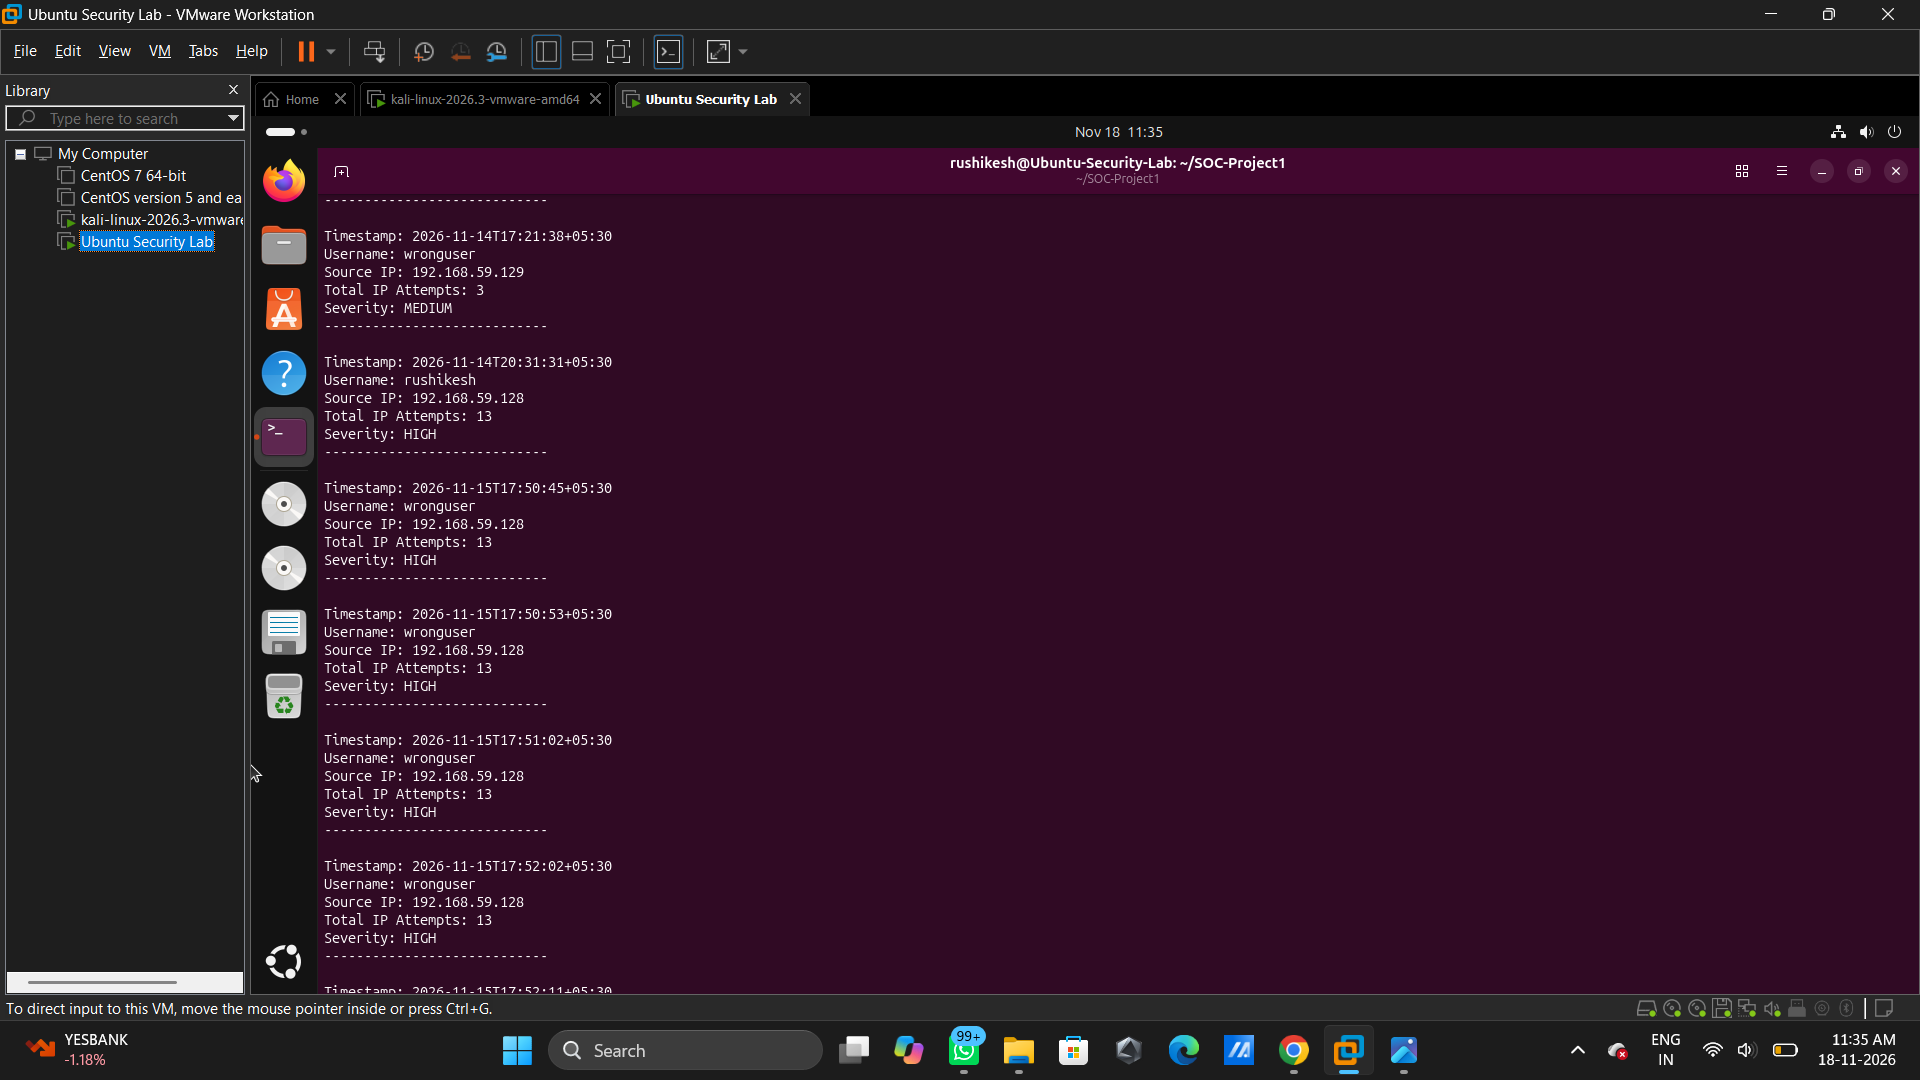 Ubuntu Security Lab - VMware Workstation
File Edit View VM Tabs Help
Library
Home
kali-linux-2026.3-vmware-amd64
Ubuntu Security Lab
Type here to search
Nov 18 11:35
My Computer
CentOS 7 64-bit
CentOS version 5 and ea
kali-linux-2026.3-vmware
Ubuntu Security Lab
rushikesh@Ubuntu-Security-Lab: ~/SOC-Project1
~/SOC-Project1
----------------------------
Timestamp: 2026-11-14T17:21:38+05:30
Username: wronguser
Source IP: 192.168.59.129
Total IP Attempts: 3
Severity: MEDIUM
----------------------------
Timestamp: 2026-11-14T20:31:31+05:30
Username: rushikesh
Source IP: 192.168.59.128
Total IP Attempts: 13
Severity: HIGH
----------------------------
Timestamp: 2026-11-15T17:50:45+05:30
Username: wronguser
Source IP: 192.168.59.128
Total IP Attempts: 13
Severity: HIGH
----------------------------
Timestamp: 2026-11-15T17:50:53+05:30
Username: wronguser
Source IP: 192.168.59.128
Total IP Attempts: 13
Severity: HIGH
----------------------------
Timestamp: 2026-11-15T17:51:02+05:30
Username: wronguser
Source IP: 192.168.59.128
Total IP Attempts: 13
Severity: HIGH
----------------------------
Timestamp: 2026-11-15T17:52:02+05:30
Username: wronguser
Source IP: 192.168.59.128
Total IP Attempts: 13
Severity: HIGH
----------------------------
Timestamp: 2026-11-15T17:52:11+05:30
To direct input to this VM, move the mouse pointer inside or press Ctrl+G.
YESBANK
-1.18%
Search
99+
ENG
IN
11:35 AM
18-11-2026